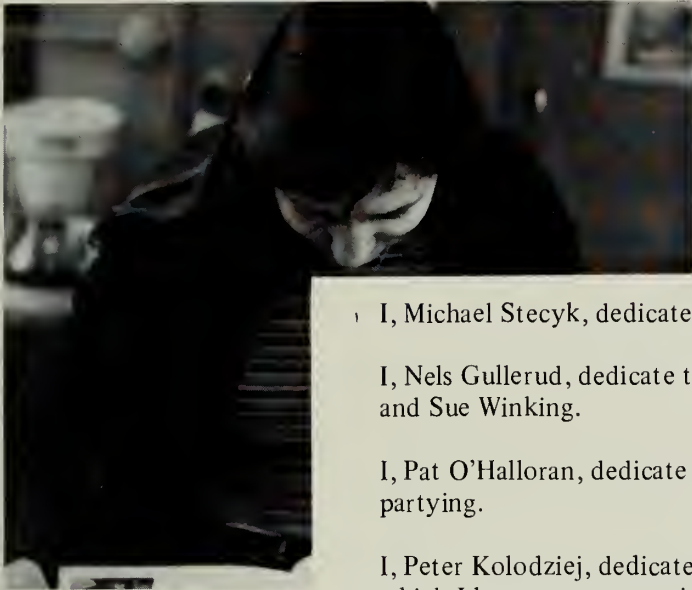 I, Michael Stecyk, dedicate
I, Nels Gullerud, dedicate t
and Sue Winking.
I, Pat O'Halloran, dedicate
partying.
I, Peter Kolodziej, dedicate